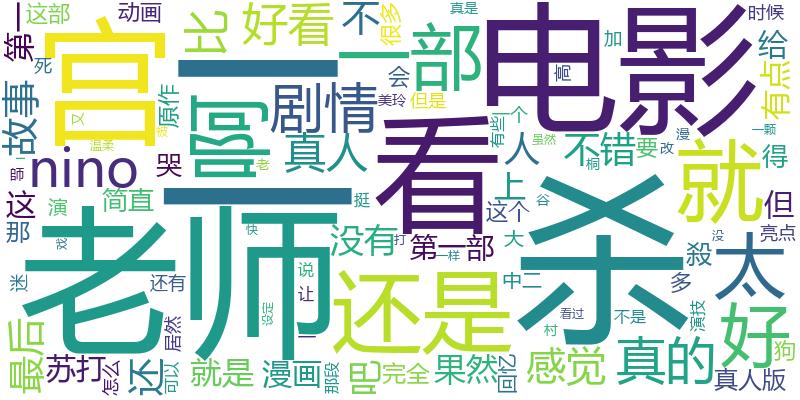 第一
这部
动画
宫
比
好看
不
很多
一部
真是
电影
加
时候
给
高
有点
死
故事
又
原作
二
啊
剧情
会
美玲
但是
看
有些
一个
虽然
漫
一颗
改
温柔
nino
哭
真人
人
不错
要
就
得
老
桐
这
演
简直
挺
上
谷
但
那
戏
老师
快
没有
打
第一部
这个
大
杀
殺
太
没
亮点
迷
还有
说
一样
中二
多
设定
让
还是
村
看过
不是
演技
好
最后
居然
苏打
怎么
还
可以
就是
漫画
那段
吧
完全
果然
回忆
感觉
真的
狗
真人版